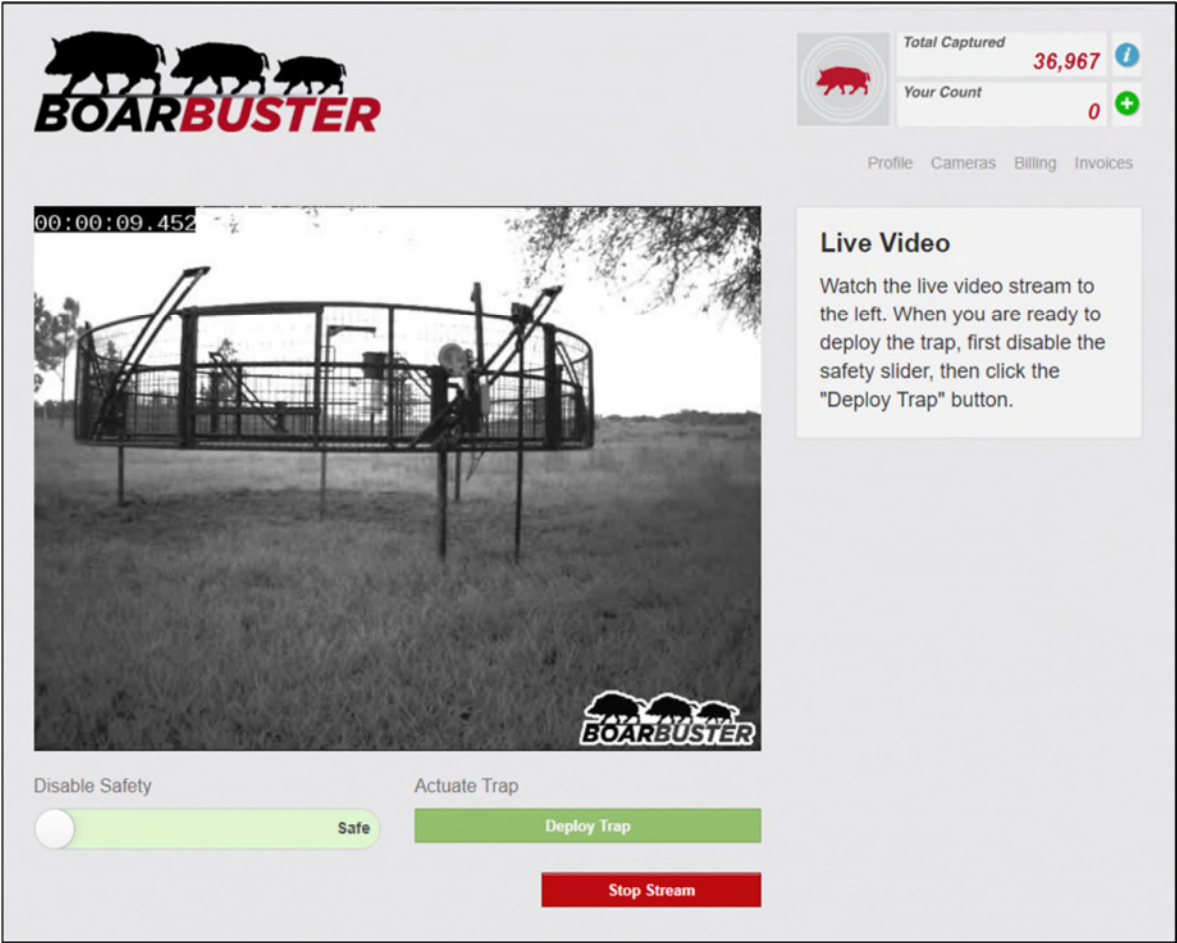 BOARBUSTER
Total Captured
36,967
i
Your Count
0
+
Profile Cameras Billing Invoices
00:00:09.452
BOARBUSTER
Live Video
Watch the live video stream to
the left. When you are ready to
deploy the trap, first disable the
safety slider, then click the
"Deploy Trap" button.
Disable Safety
Safe
Actuate Trap
Deploy Trap
Stop Stream